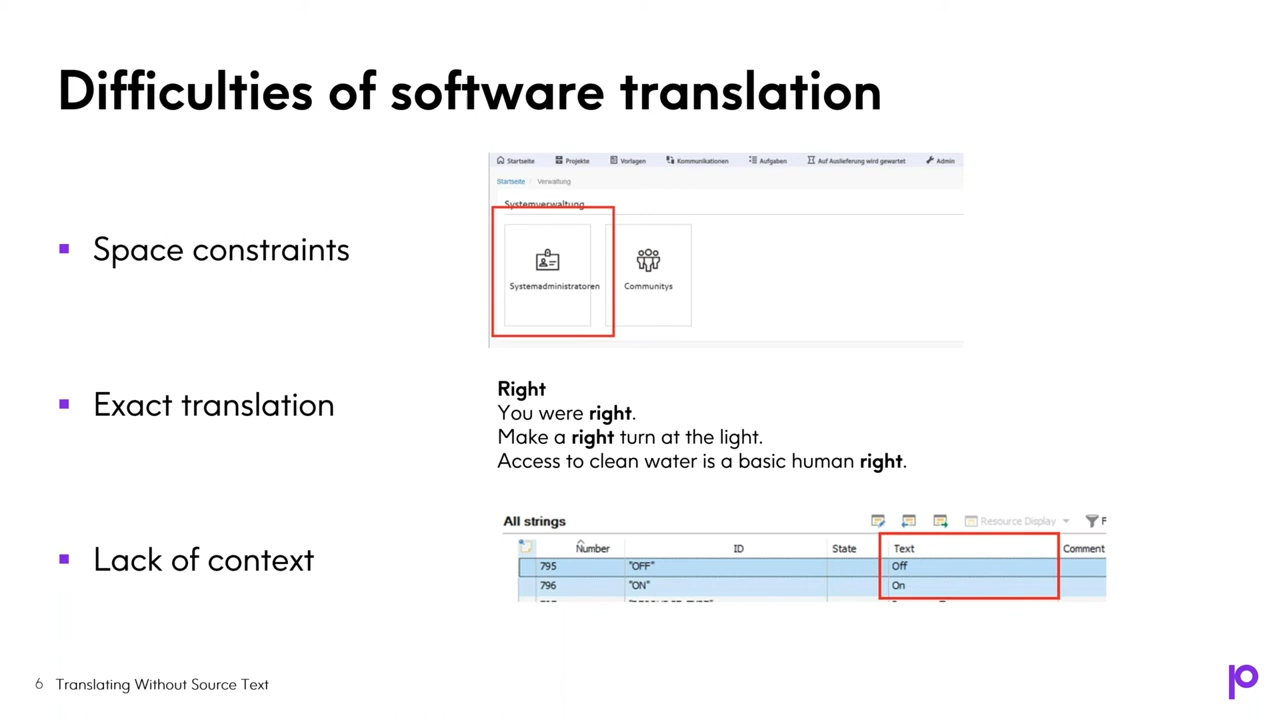 Difficulties of software translation
Startseite Projekte Vorlagen Kommunikationen Aufgaben Auf Auslieferung wird gewartet Admin
Startseite / Verwaltung
Systemverwaltung
Systemadministratoren Communitys
▪ Space constraints
Right
You were right.
Make a right turn at the light.
Access to clean water is a basic human right.
▪ Exact translation
All strings Resource Display F
Number ID State Text Comment
795 "OFF" Off
796 "ON" On
▪ Lack of context
6 Translating Without Source Text